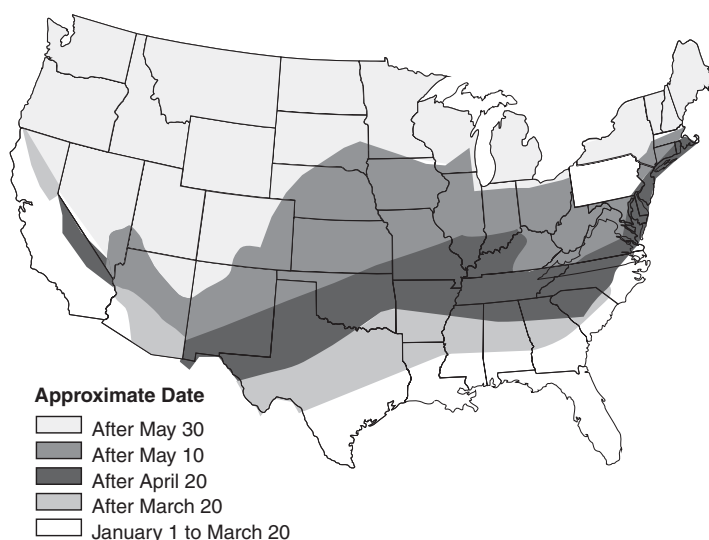 Approximate Date
After May 30
After May 10
After April 20
After March 20
January 1 to March 20